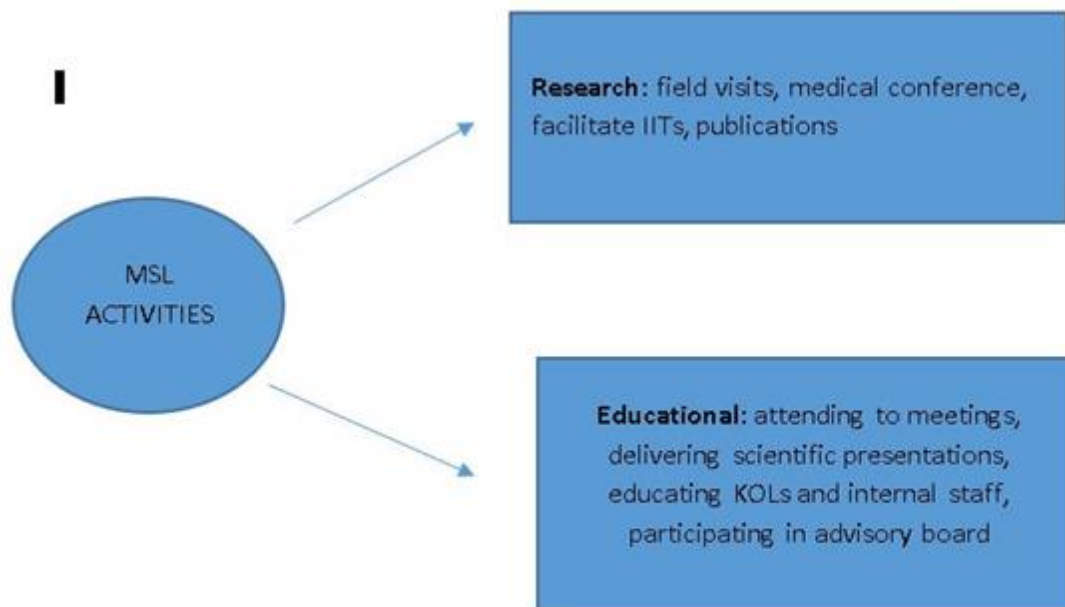 I
Research: field visits, medical conference,
facilitate IITs, publications
MSL
ACTIVITIES
Educational: attending to meetings,
delivering scientific presentations,
educating KOLs and internal staff,
participating in advisory board